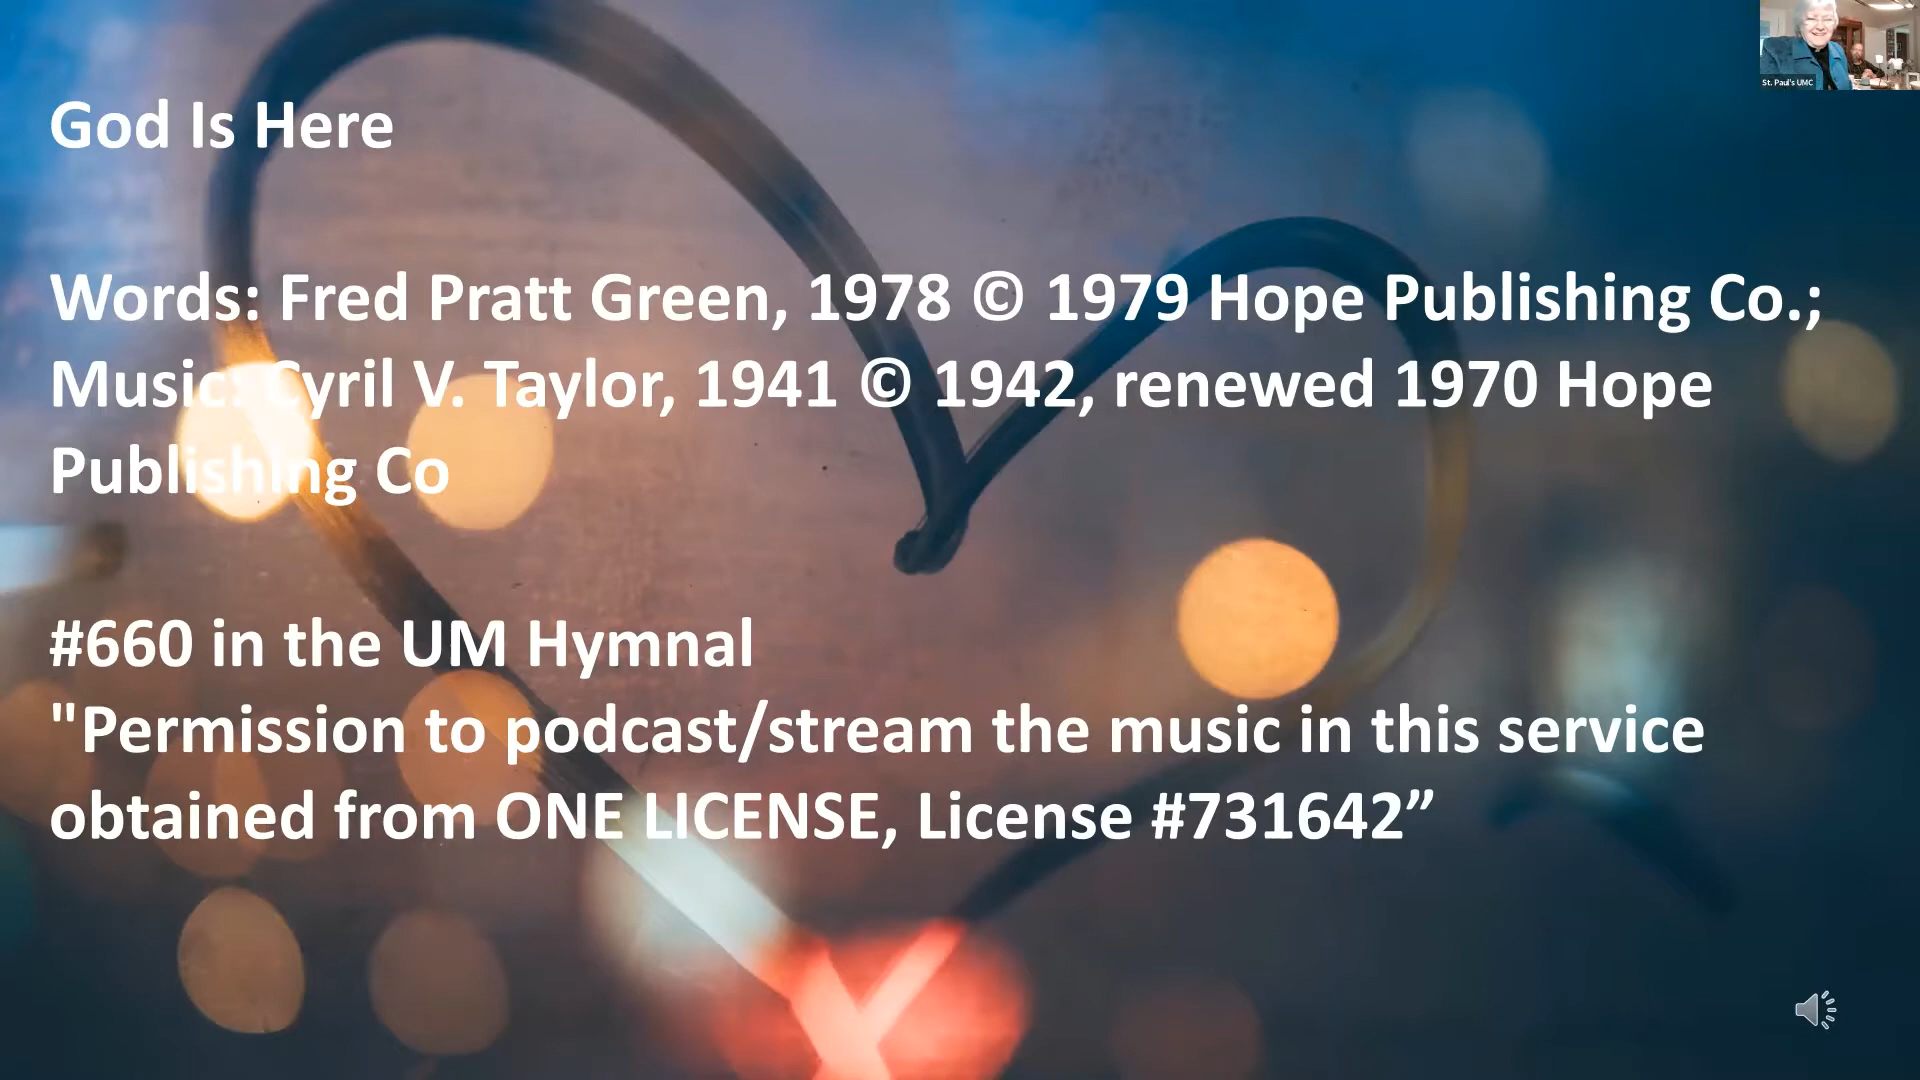 St. Paul's UMC
God Is Here
Words: Fred Pratt Green, 1978 © 1979 Hope Publishing Co.;
Music: Cyril V. Taylor, 1941 © 1942, renewed 1970 Hope
Publishing Co
#660 in the UM Hymnal
"Permission to podcast/stream the music in this service
obtained from ONE LICENSE, License #731642”